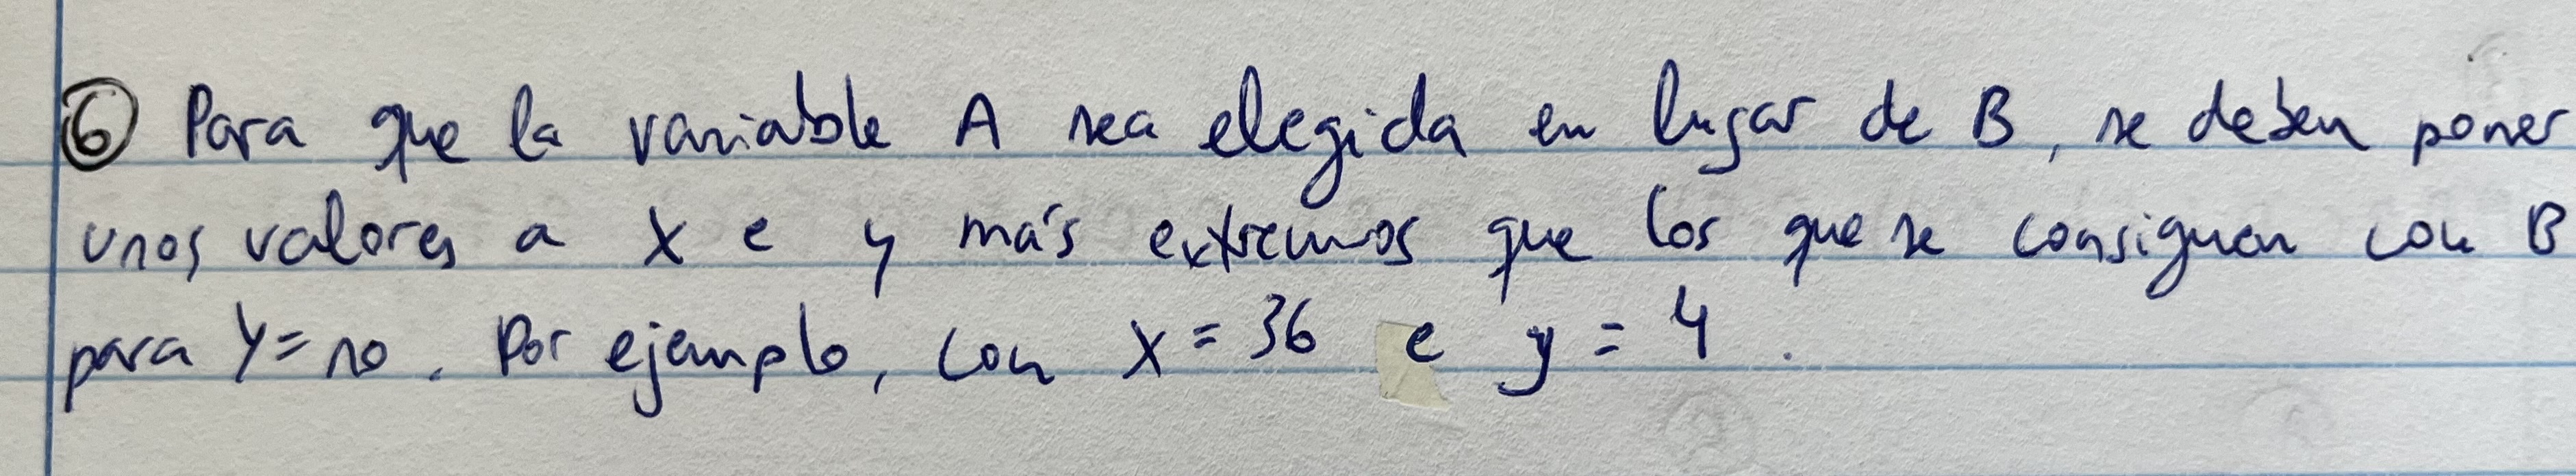 ⑥ Para que la variable A sea elegida en lugar de B, se deben poner
unos valores a X e y más extremos que los que se consiguen con B
para Y=no. Por ejemplo, con X=36 e y=4.